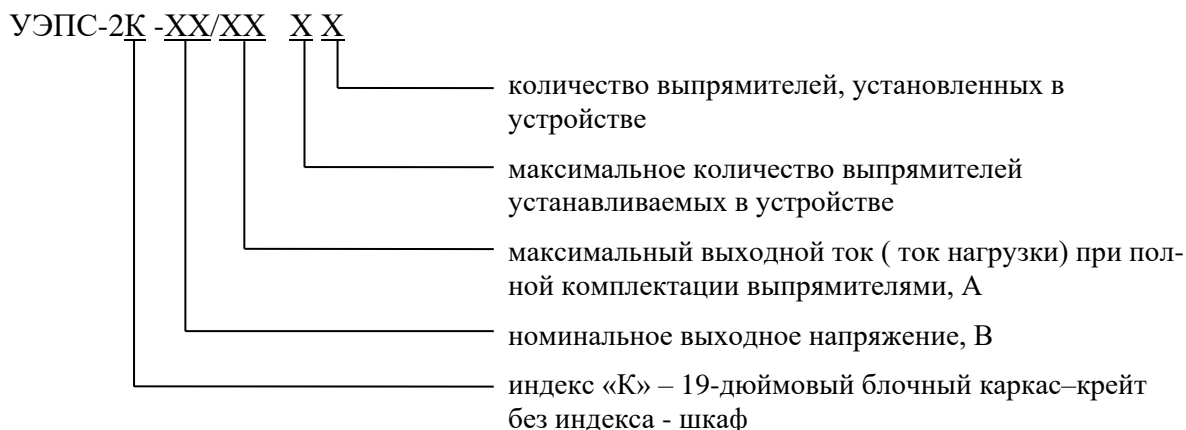 УЭПС-2К -ХХ/ХХ Х Х
количество выпрямителей, установленных в
устройстве
максимальное количество выпрямителей
устанавливаемых в устройстве
максимальный выходной ток ( ток нагрузки) при пол-
ной комплектации выпрямителями, А
номинальное выходное напряжение, В
индекс «К» – 19-дюймовый блочный каркас–крейт
без индекса - шкаф